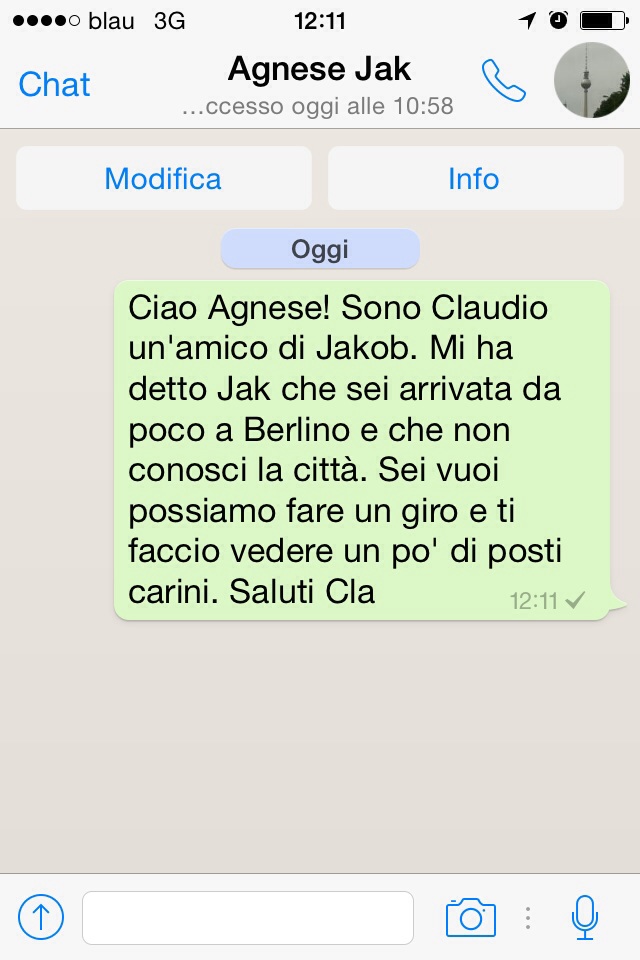 blau 3G 12:11
Chat Agnese Jak
...ccesso oggi alle 10:58
Modifica Info
Oggi
Ciao Agnese! Sono Claudio
un'amico di Jakob. Mi ha
detto Jak che sei arrivata da
poco a Berlino e che non
conosci la città. Sei vuoi
possiamo fare un giro e ti
faccio vedere un po' di posti
carini. Saluti Cla
12:11